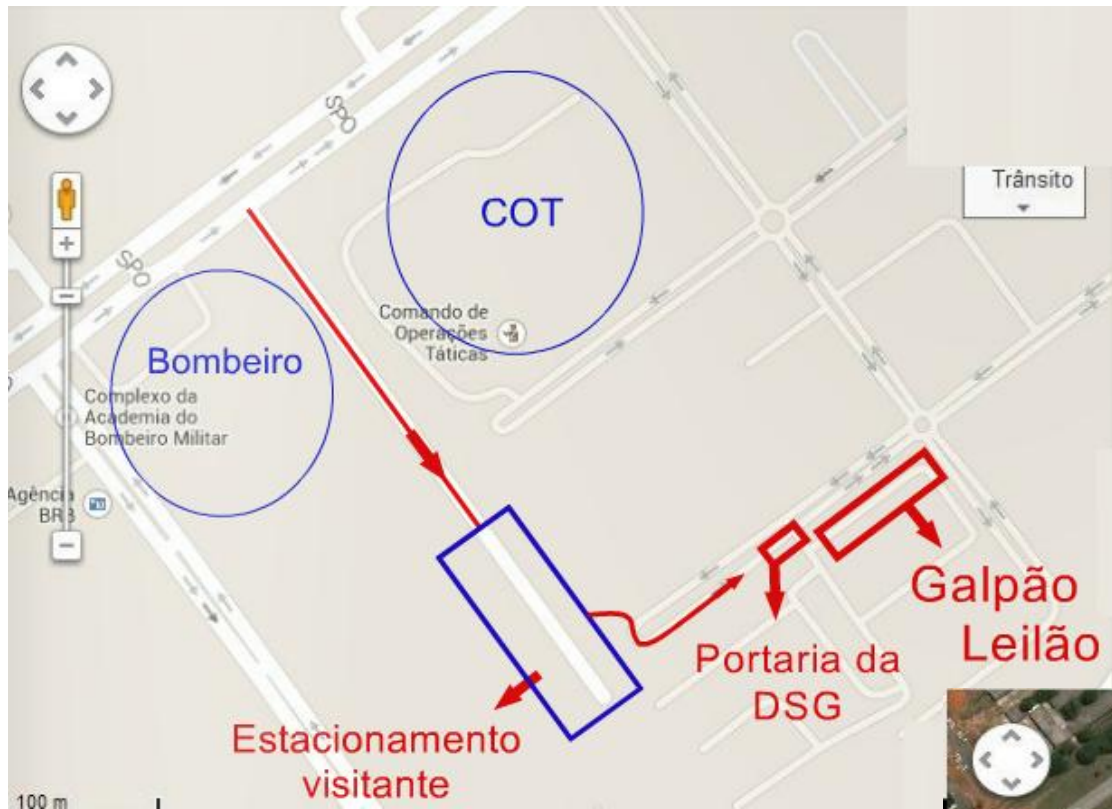 SPO
SPO
COT
Trânsito
Comando de
Operações
Táticas
Bombeiro
Complexo da
Academia do
Bombeiro Militar
Agência
BRB
Galpão
Leilão
Portaria da
DSG
Estacionamento
visitante
100 m